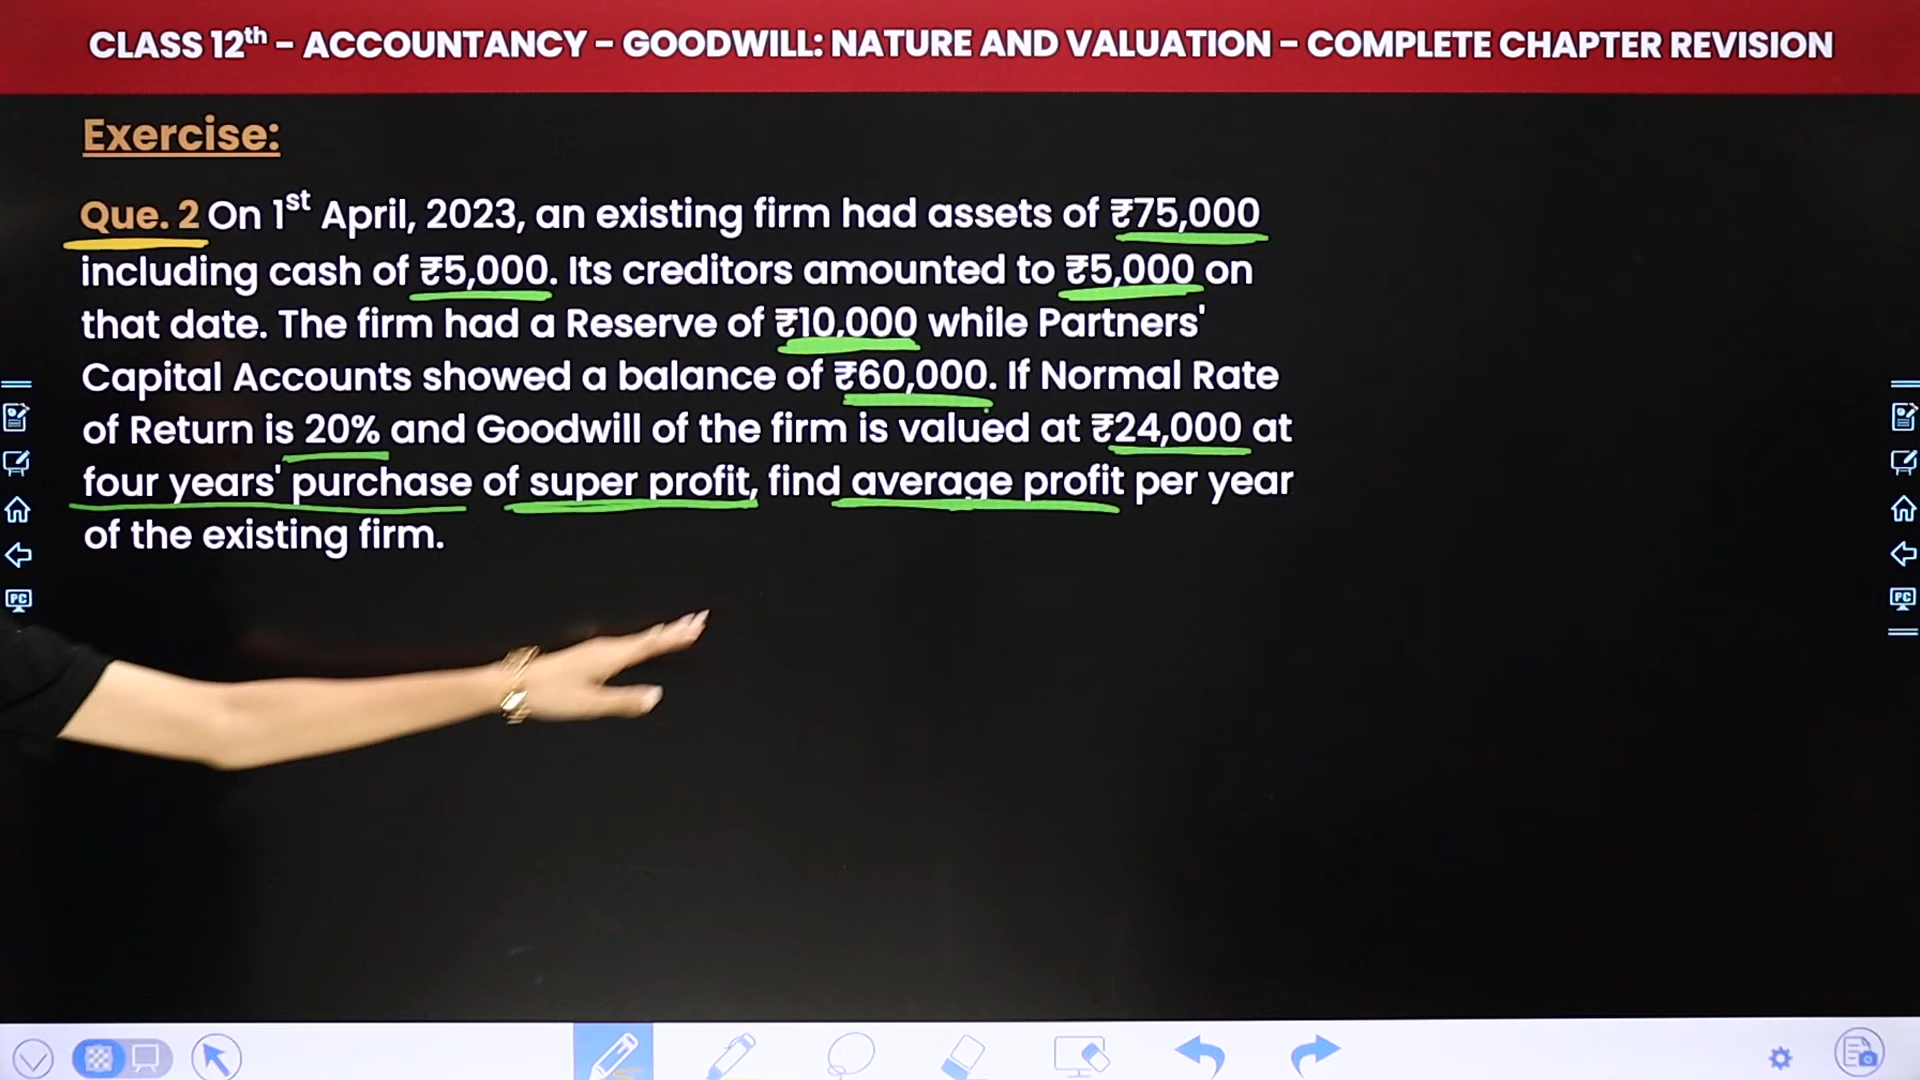 CLASS 12th – ACCOUNTANCY – GOODWILL: NATURE AND VALUATION – COMPLETE CHAPTER REVISION
Exercise:
Que. 2 On 1st April, 2023, an existing firm had assets of ₹75,000
including cash of ₹5,000. Its creditors amounted to ₹5,000 on
that date. The firm had a Reserve of ₹10,000 while Partners'
Capital Accounts showed a balance of ₹60,000. If Normal Rate
of Return is 20% and Goodwill of the firm is valued at ₹24,000 at
four years' purchase of super profit, find average profit per year
of the existing firm.
PC
PC